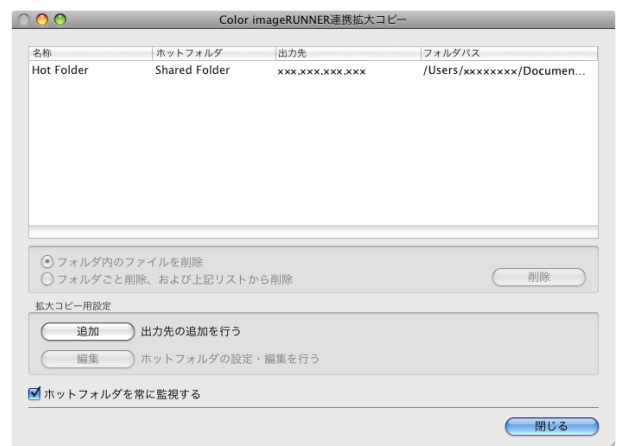 Color imageRUNNER連携拡大コピー
名称 ホットフォルダ 出力先 フォルダパス
Hot Folder Shared Folder xxx.xxx.xxx.xxx /Users/xxxxxxxx/Documen...
フォルダ内のファイルを削除
フォルダごと削除、および上記リストから削除 削除
拡大コピー用設定
追加 出力先の追加を行う
編集 ホットフォルダの設定・編集を行う
ホットフォルダを常に監視する
閉じる